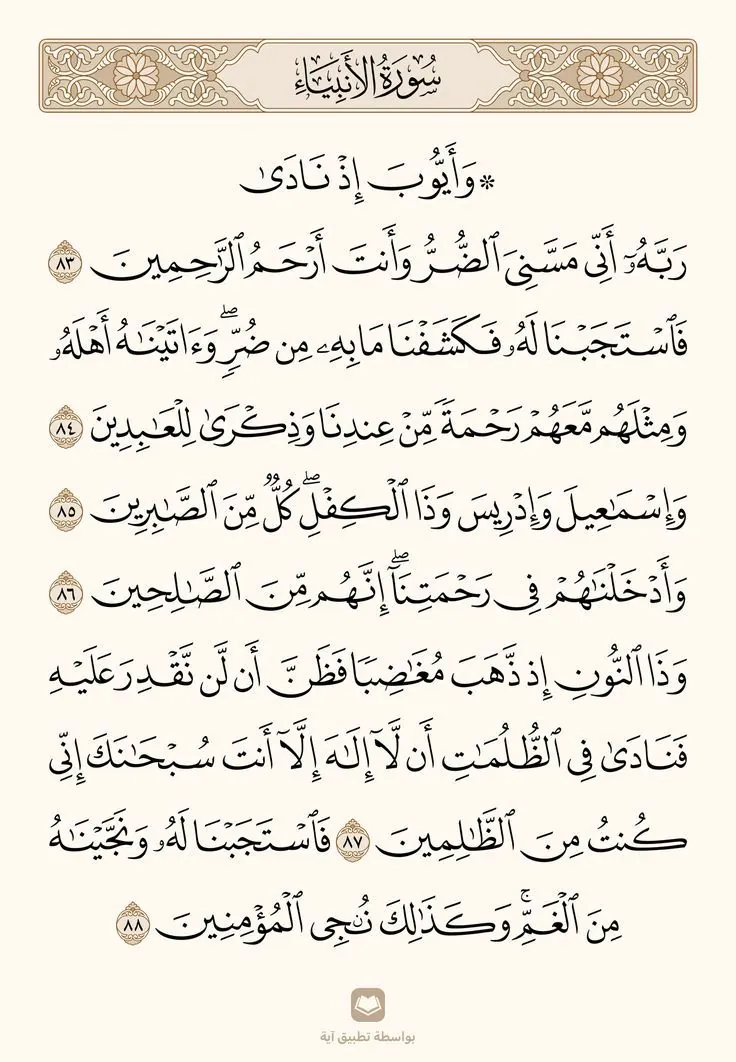 سُورَةُ الأَنبِيَاءِ
۞ وَأَيُّوبَ إِذۡ نَادَىٰ
رَبَّهُۥٓ أَنِّي مَسَّنِيَ ٱلضُّرُّ وَأَنتَ أَرۡحَمُ ٱلرَّٰحِمِينَ ٨٣
فَٱسۡتَجَبۡنَا لَهُۥ فَكَشَفۡنَا مَا بِهِۦ مِن ضُرّٖۖ وَءَاتَيۡنَٰهُ أَهۡلَهُۥ
وَمِثۡلَهُم مَّعَهُمۡ رَحۡمَةٗ مِّنۡ عِندِنَا وَذِكۡرَىٰ لِلۡعَٰبِدِينَ ٨٤
وَإِسۡمَٰعِيلَ وَإِدۡرِيسَ وَذَا ٱلۡكِفۡلِۖ كُلّٞ مِّنَ ٱلصَّٰبِرِينَ ٨٥
وَأَدۡخَلۡنَٰهُمۡ فِي رَحۡمَتِنَآۖ إِنَّهُم مِّنَ ٱلصَّٰلِحِينَ ٨٦
وَذَا ٱلنُّونِ إِذ ذَّهَبَ مُغَٰضِبٗا فَظَنَّ أَن لَّن نَّقۡدِرَ عَلَيۡهِ
فَنَادَىٰ فِي ٱلظُّلُمَٰتِ أَن لَّآ إِلَٰهَ إِلَّآ أَنتَ سُبۡحَٰنَكَ إِنِّي
كُنتُ مِنَ ٱلظَّٰلِمِينَ ٨٧ فَٱسۡتَجَبۡنَا لَهُۥ وَنَجَّيۡنَٰهُ
مِنَ ٱلۡغَمِّۚ وَكَذَٰلِكَ نُـۨجِي ٱلۡمُؤۡمِنِينَ ٨٨
بواسطة تطبيق آية